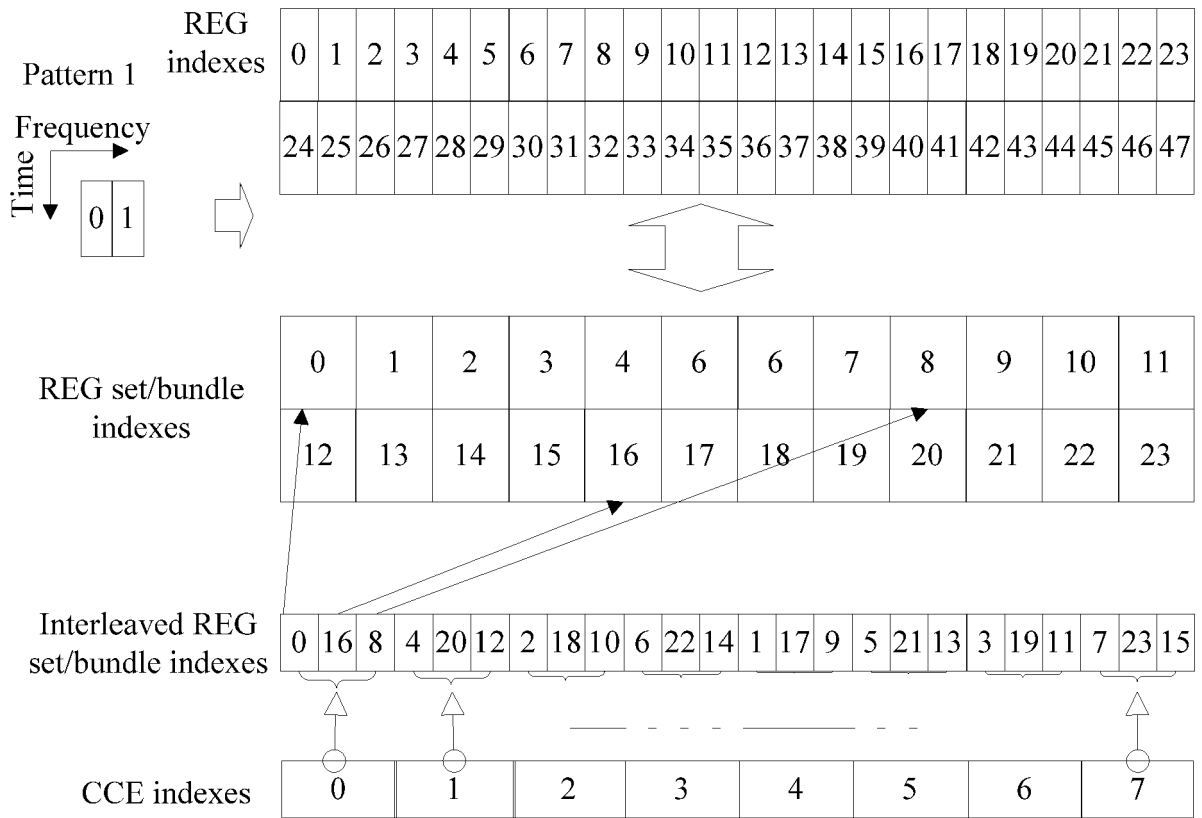 REG
indexes
0 1 2 3 4 5 6 7 8 9 10 11 12 13 14 15 16 17 18 19 20 21 22 23
Pattern 1
Frequency
Time
24 25 26 27 28 29 30 31 32 33 34 35 36 37 38 39 40 41 42 43 44 45 46 47
0 1
REG set/bundle
indexes
0 1 2 3 4 6 6 7 8 9 10 11
12 13 14 15 16 17 18 19 20 21 22 23
Interleaved REG
set/bundle indexes
0 16 8 4 20 12 2 18 10 6 22 14 1 17 9 5 21 13 3 19 11 7 23 15
CCE indexes
0 1 2 3 4 5 6 7